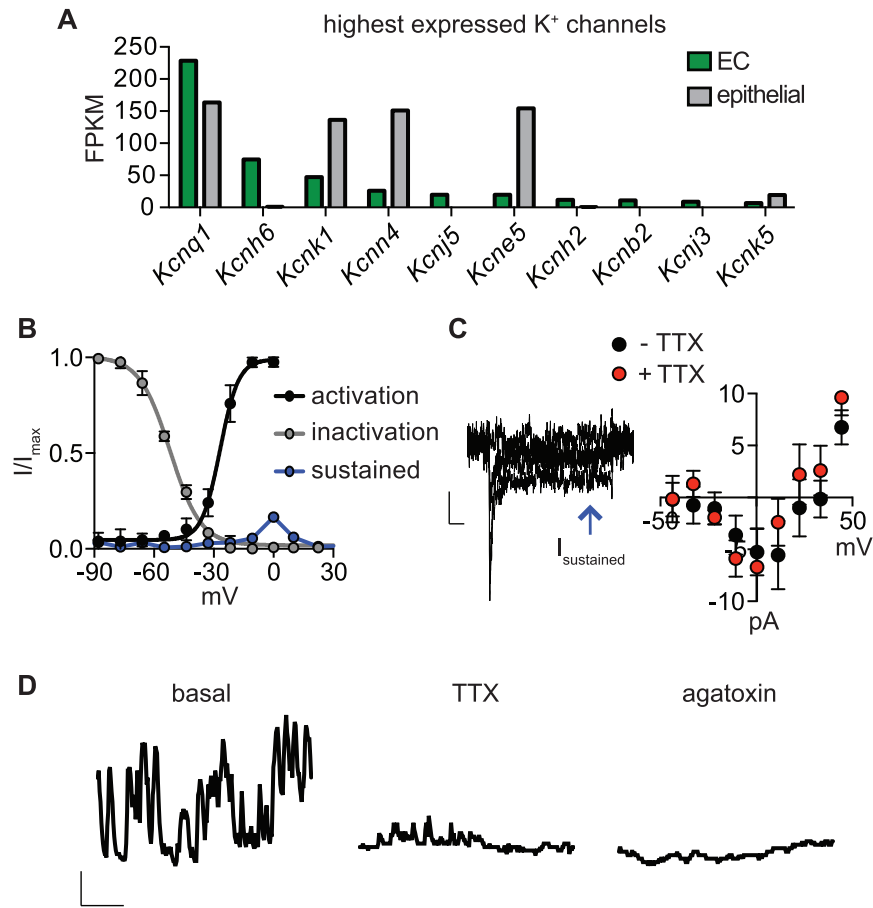 A
highest expressed K⁺ channels
FPKM
250
200
150
100
50
0
EC
epithelial
Kcnq1
Kcnh6
Kcnk1
Kcnn4
Kcnj5
Kcne5
Kcnh2
Kcnb2
Kcnj3
Kcnk5
B
I/Imax
1.0
0.5
0.0
-90
-60
-30
0
30
mV
activation
inactivation
sustained
C
- TTX
+ TTX
Isustained
10
5
-5
-10
-50
50
mV
pA
D
basal
TTX
agatoxin